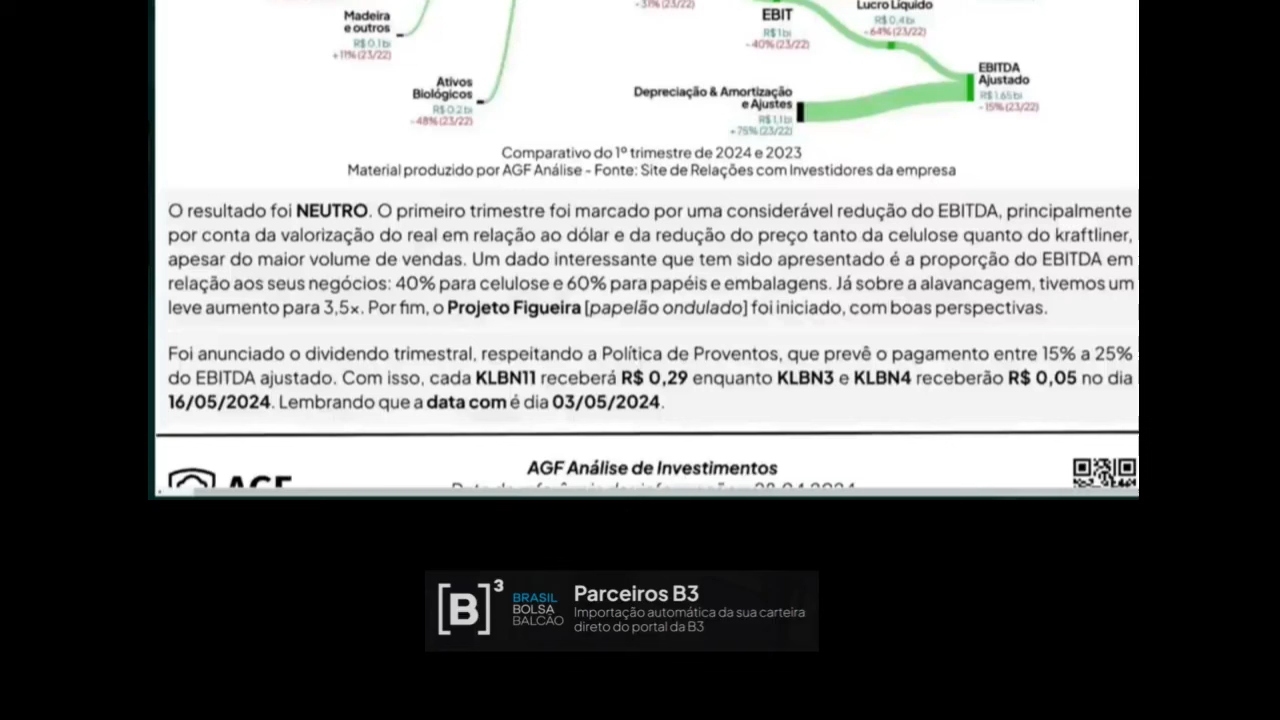 -31% (23/22)
EBIT
R$ 1 bi
-40% (23/22)
Lucro Líquido
R$ 0,4 bi
-64% (23/22)
Madeira
e outros
R$ 0,1 bi
+11% (23/22)
EBITDA
Ajustado
R$ 1,65 bi
-15% (23/22)
Ativos
Biológicos
R$ 0,2 bi
-48% (23/22)
Depreciação & Amortização
e Ajustes
R$ 1,1 bi
+75% (23/22)
Comparativo do 1º trimestre de 2024 e 2023
Material produzido por AGF Análise - Fonte: Site de Relações com Investidores da empresa
O resultado foi NEUTRO. O primeiro trimestre foi marcado por uma considerável redução do EBITDA, principalmente
por conta da valorização do real em relação ao dólar e da redução do preço tanto da celulose quanto do kraftliner,
apesar do maior volume de vendas. Um dado interessante que tem sido apresentado é a proporção do EBITDA em
relação aos seus negócios: 40% para celulose e 60% para papéis e embalagens. Já sobre a alavancagem, tivemos um
leve aumento para 3,5×. Por fim, o Projeto Figueira [papelão ondulado] foi iniciado, com boas perspectivas.
Foi anunciado o dividendo trimestral, respeitando a Política de Proventos, que prevê o pagamento entre 15% a 25%
do EBITDA ajustado. Com isso, cada KLBN11 receberá R$ 0,29 enquanto KLBN3 e KLBN4 receberão R$ 0,05 no dia
16/05/2024. Lembrando que a data com é dia 03/05/2024.
AGF
AGF Análise de Investimentos
[B]³ BRASIL
BOLSA
BALCÃO
Parceiros B3
Importação automática da sua carteira
direto do portal da B3